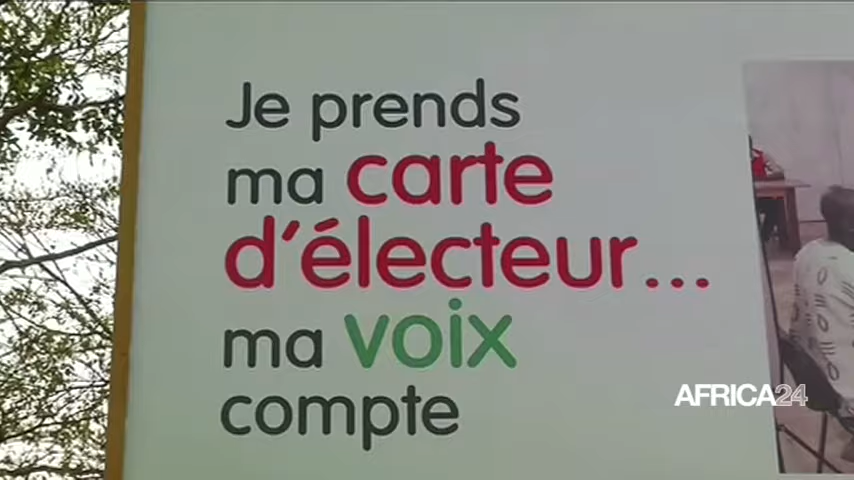 Je prends
ma carte
d'électeur...
ma voix
compte
AFRICA24